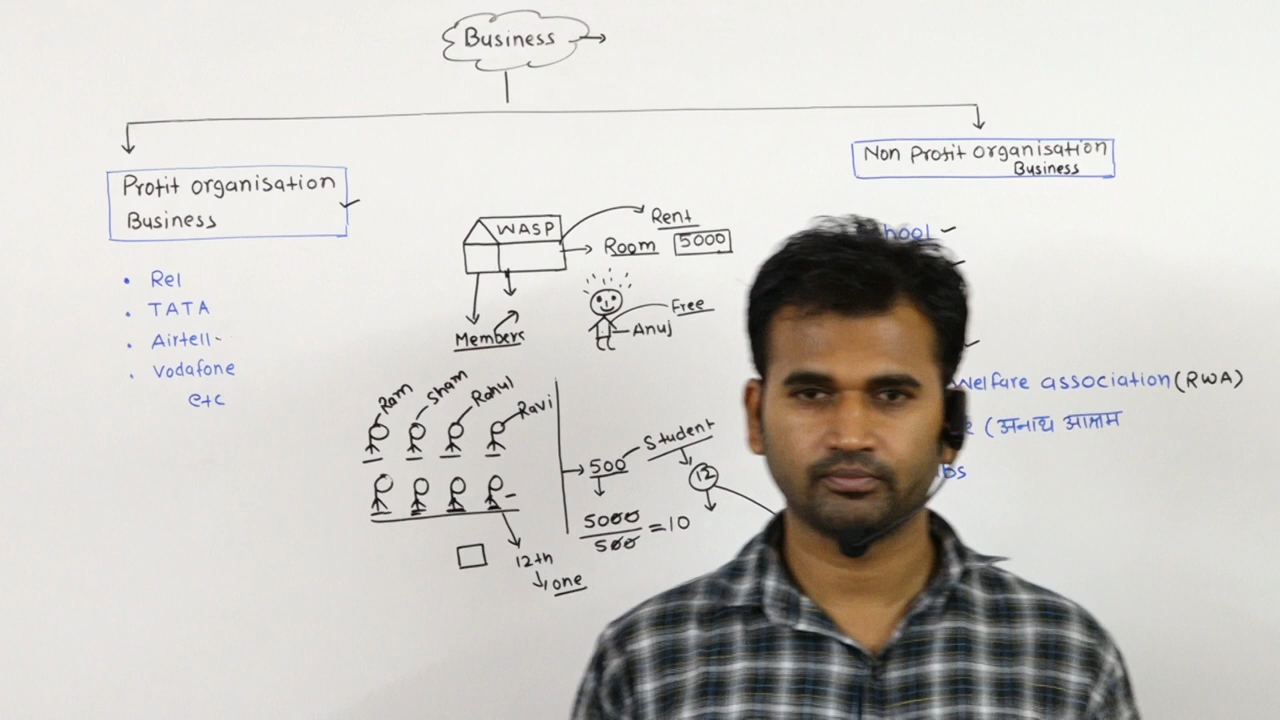 Business
Profit organisation
Business
• Rel
• TATA
• Airtell-
• Vodafone
etc
WASP
Rent
Room 5000
Free
Anuj
Members
Ram
Sham
Rahul
Ravi
500
Student
12
5000
500
=10
12th
one
Non Profit organisation
Business
Welfare association (RWA)
(अनाथ आश्रम